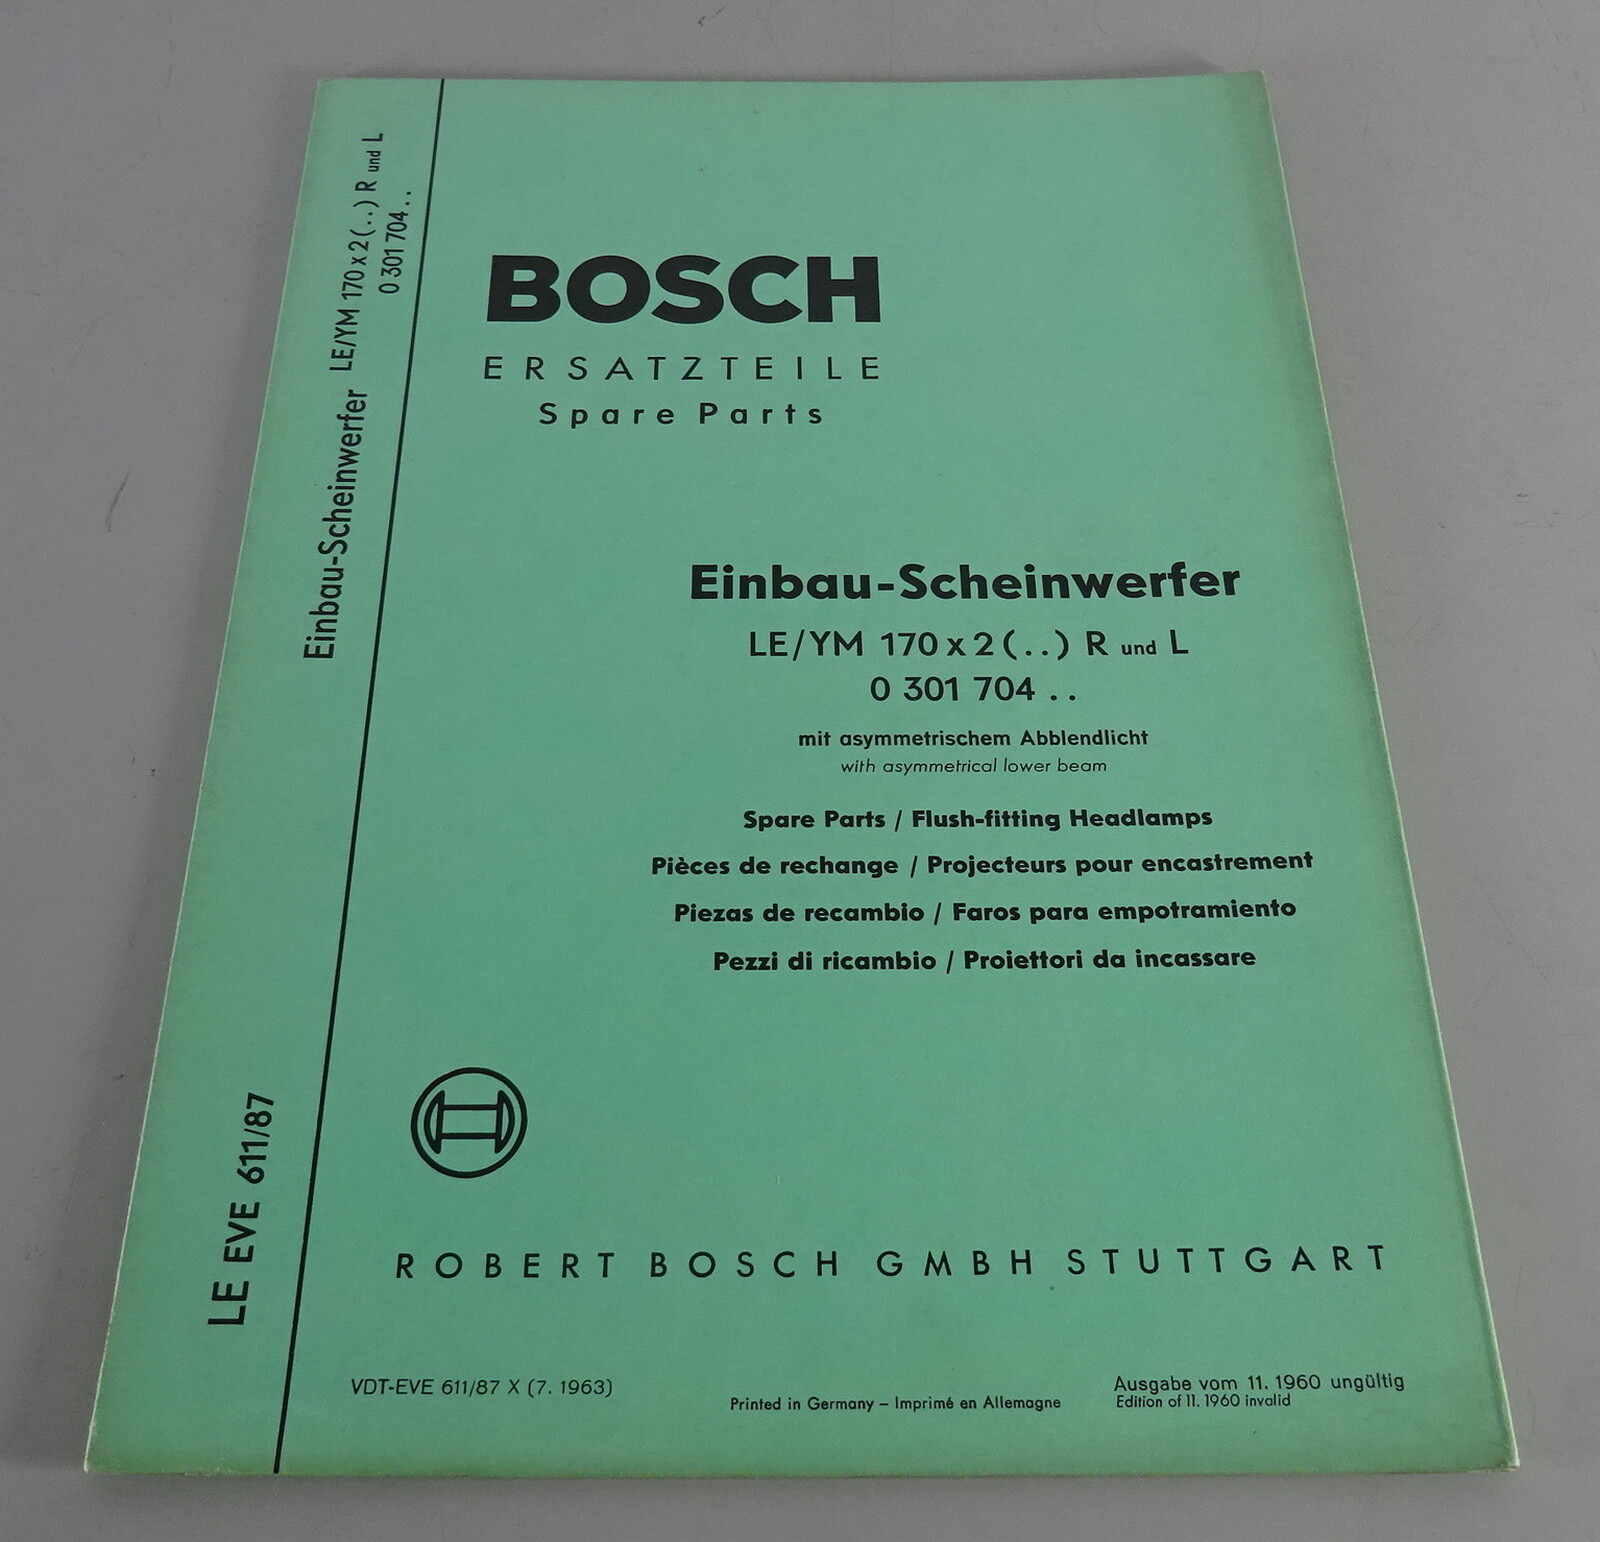 Einbau-Scheinwerfer LE/YM 170 x 2 (..) R und L
0 301 704 ..
LE EVE 611/87
BOSCH
ERSATZTEILE
Spare Parts
Einbau-Scheinwerfer
LE/YM 170 x 2 (..) R und L
0 301 704 ..
mit asymmetrischem Abblendlicht
with asymmetrical lower beam
Spare Parts / Flush-fitting Headlamps
Pièces de rechange / Projecteurs pour encastrement
Piezas de recambio / Faros para empotramiento
Pezzi di ricambio / Proiettori da incassare
ROBERT BOSCH GMBH STUTTGART
VDT-EVE 611/87 X (7. 1963)
Printed in Germany – Imprimé en Allemagne
Ausgabe vom 11. 1960 ungültig
Edition of 11. 1960 invalid